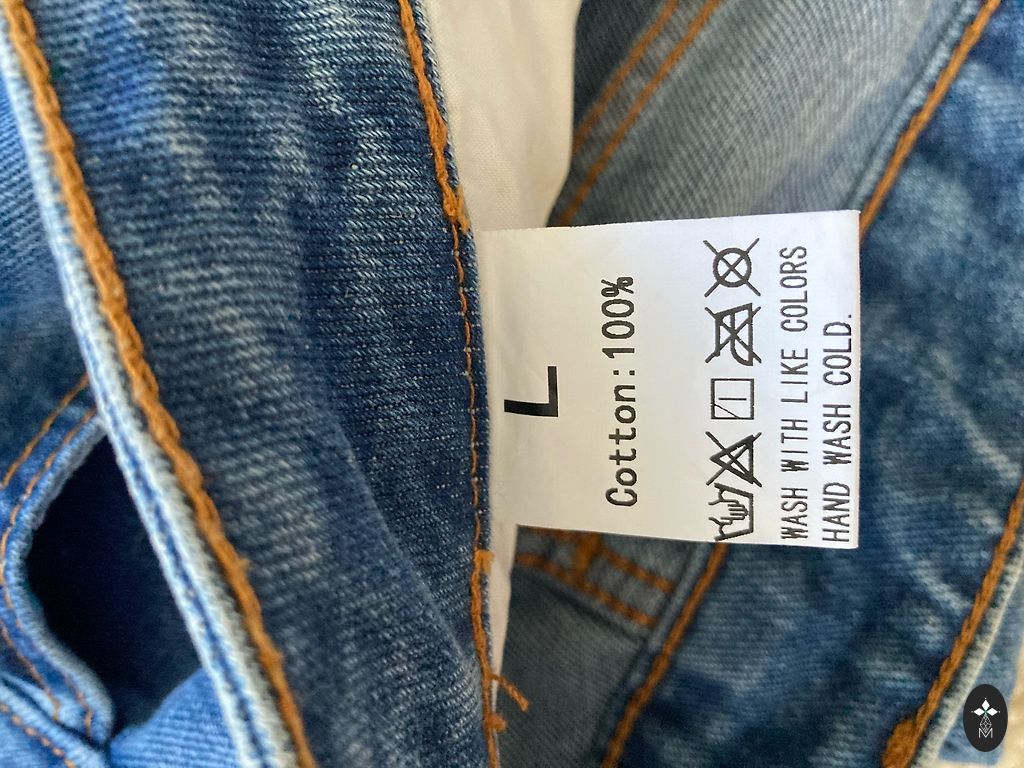 L
Cotton:100%
WASH WITH LIKE COLORS
HAND WASH COLD.
M